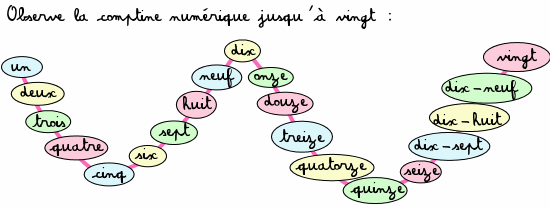 Observe la comptine numérique jusqu'à vingt :
un
deux
trois
quatre
cinq
six
sept
huit
neuf
dix
onze
douze
treize
quatorze
quinze
seize
dix-sept
dix-huit
dix-neuf
vingt